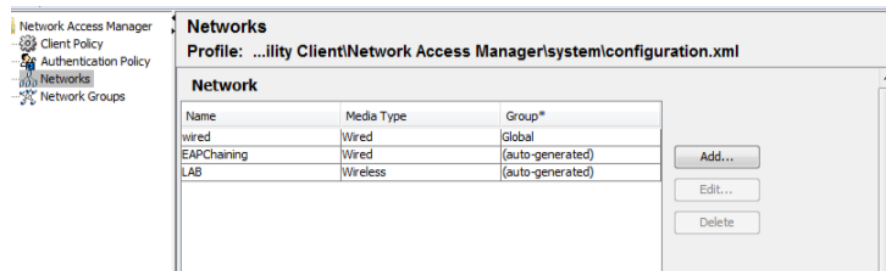 Network Access Manager
Client Policy
Authentication Policy
Networks
Network Groups
Networks
Profile: ...ility Client\Network Access Manager\system\configuration.xml
Network
Name Media Type Group*
wired Wired Global
EAPChaining Wired (auto-generated)
LAB Wireless (auto-generated)
Add...
Edit...
Delete